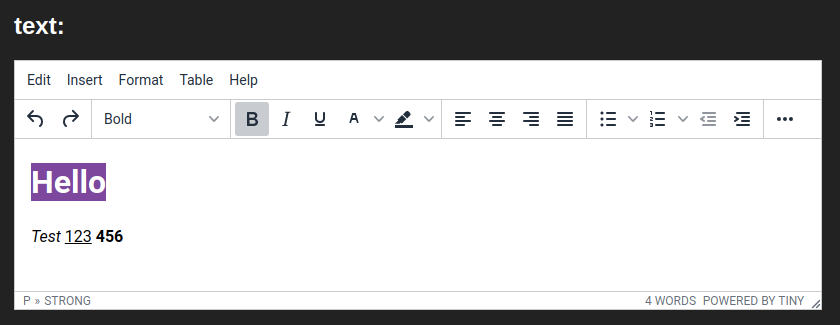 text:
Edit Insert Format Table Help
Bold B I U A
Hello
Test 123 456
P » STRONG 4 WORDS POWERED BY TINY